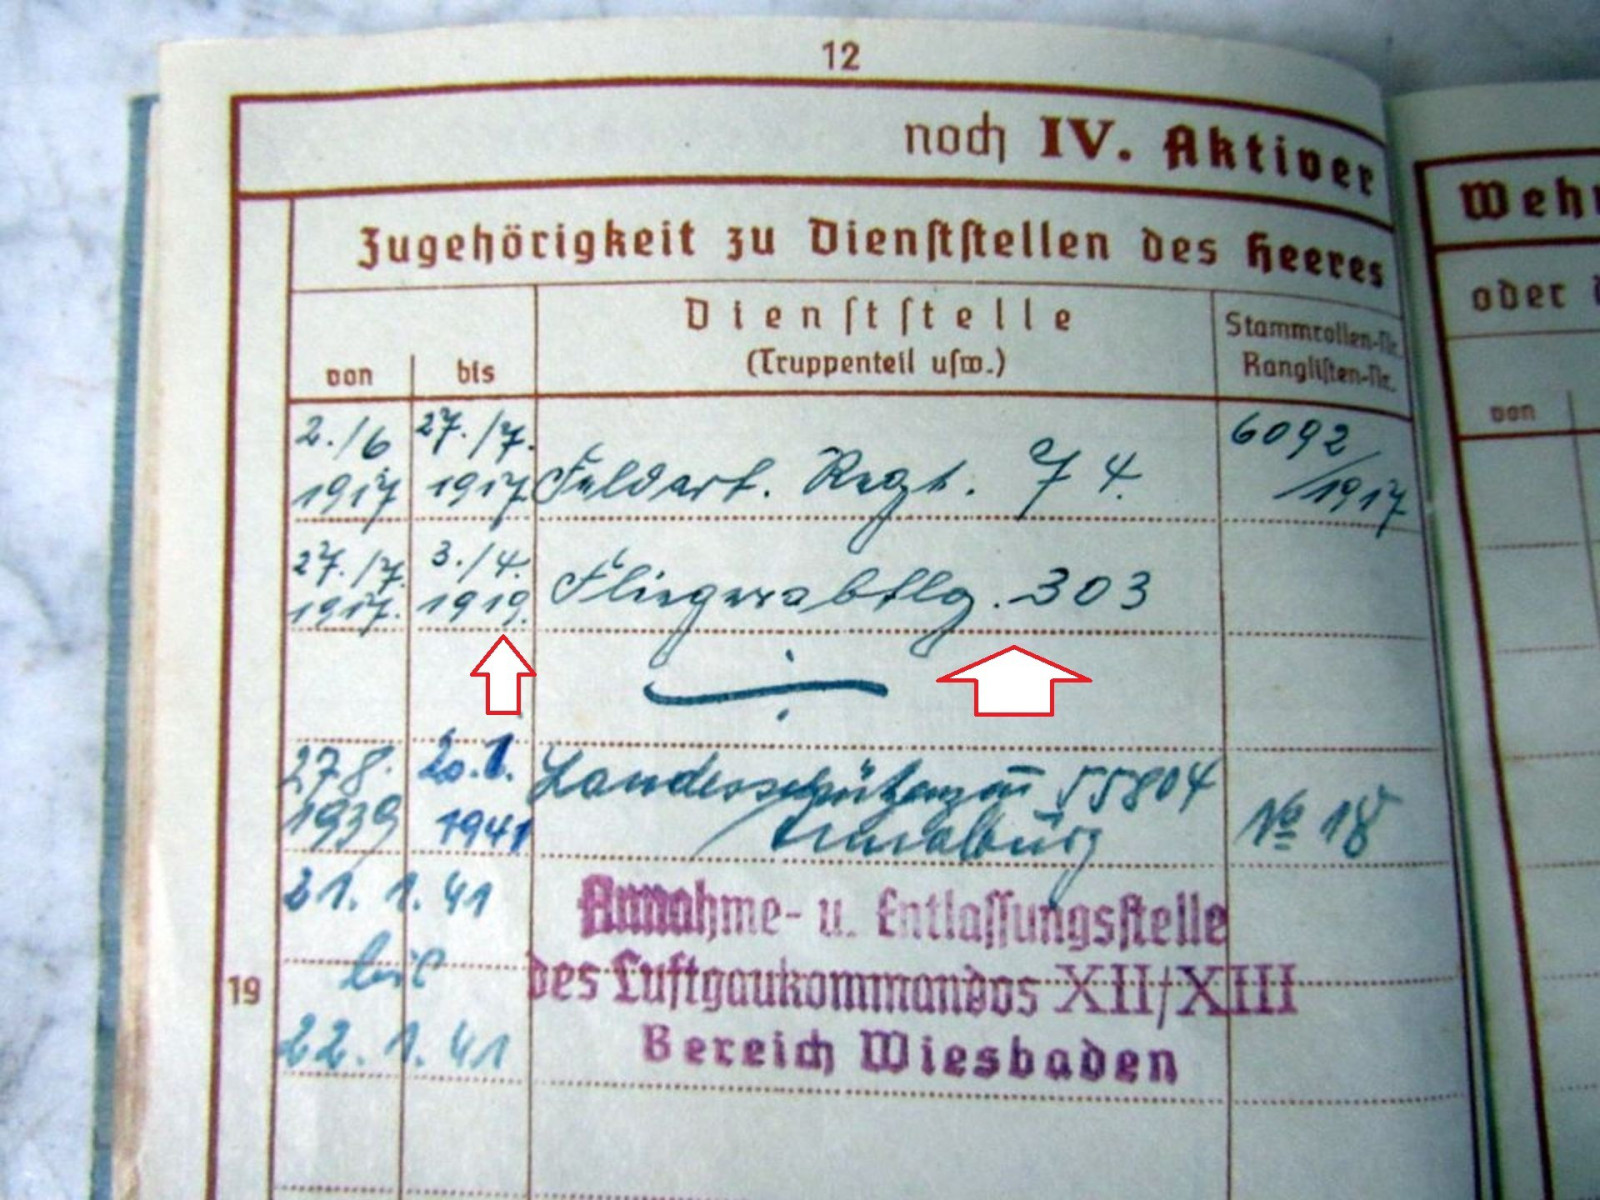 12
noch IV. Aktiver
Zugehörigkeit zu Dienststellen des Heeres
von
bis
Dienststelle
(Truppenteil usw.)
Stammrollen-Nr.
Ranglisten-Nr.
2./6 1917
27./7. 1917
Feldart. Regt. 74.
6092/1917
27./7. 1917.
3./4. 1919.
Fliegerabtlg. 303
27.8. 1939
20.1. 1941
Landesschützenzug 55804
No 18
21.1.41
bis
22.1.41
Annahme- u. Entlassungsstelle
des Luftgaukommandos XII/XIII
Bereich Wiesbaden
19
Wehr
oder
von